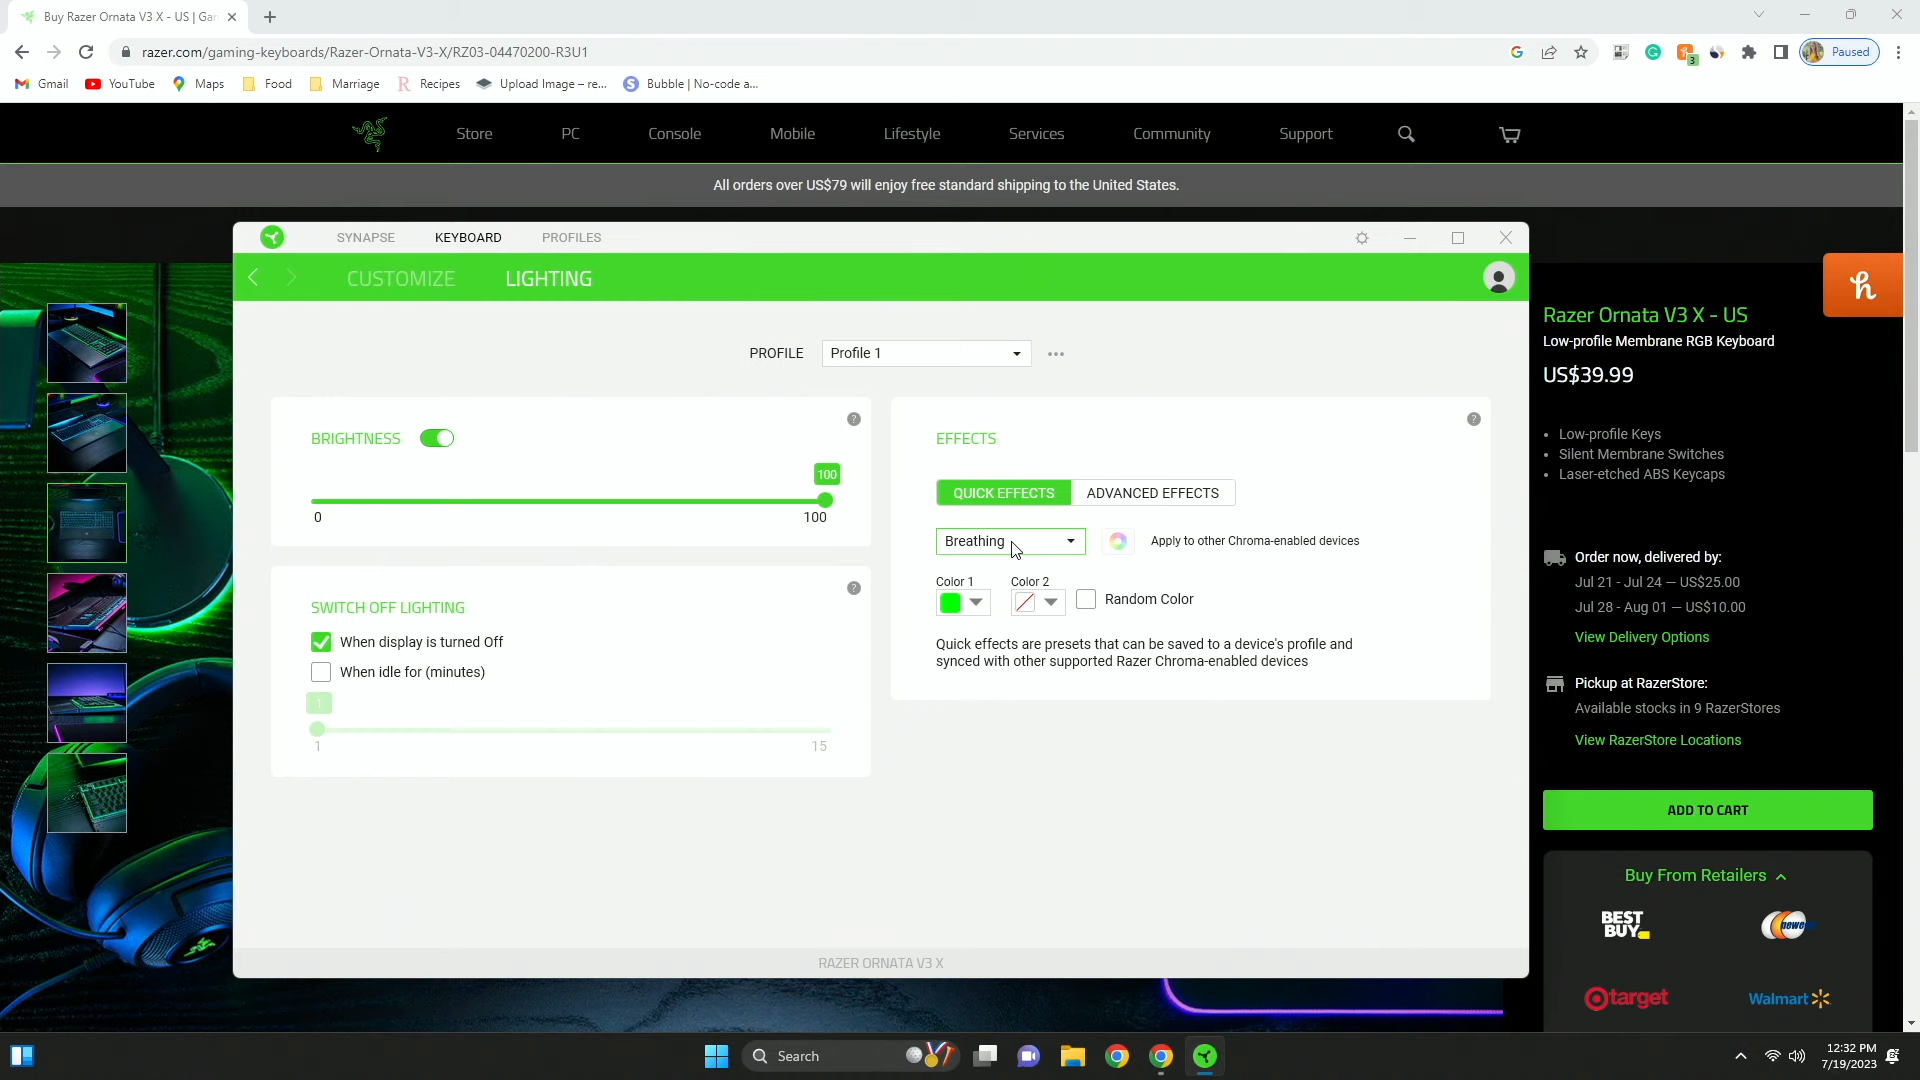 Buy Razer Ornata V3 X - US | Gar
razer.com/gaming-keyboards/Razer-Ornata-V3-X/RZ03-04470200-R3U1
3
Paused
Gmail
YouTube
Maps
Food
Marriage
Recipes
Upload Image – re...
Bubble | No-code a...
Store
PC
Console
Mobile
Lifestyle
Services
Community
Support
All orders over US$79 will enjoy free standard shipping to the United States.
SYNAPSE
KEYBOARD
PROFILES
CUSTOMIZE
LIGHTING
PROFILE
Profile 1
BRIGHTNESS
100
0
100
SWITCH OFF LIGHTING
When display is turned Off
When idle for (minutes)
1
1
15
EFFECTS
QUICK EFFECTS
ADVANCED EFFECTS
Breathing
Apply to other Chroma-enabled devices
Color 1
Color 2
Random Color
Quick effects are presets that can be saved to a device's profile and
synced with other supported Razer Chroma-enabled devices
RAZER ORNATA V3 X
Razer Ornata V3 X - US
Low-profile Membrane RGB Keyboard
US$39.99
Low-profile Keys
Silent Membrane Switches
Laser-etched ABS Keycaps
Order now, delivered by:
Jul 21 - Jul 24 — US$25.00
Jul 28 - Aug 01 — US$10.00
View Delivery Options
Pickup at RazerStore:
Available stocks in 9 RazerStores
View RazerStore Locations
ADD TO CART
Buy From Retailers
BEST
BUY
newe
target
Walmart
Search
12:32 PM
7/19/2023